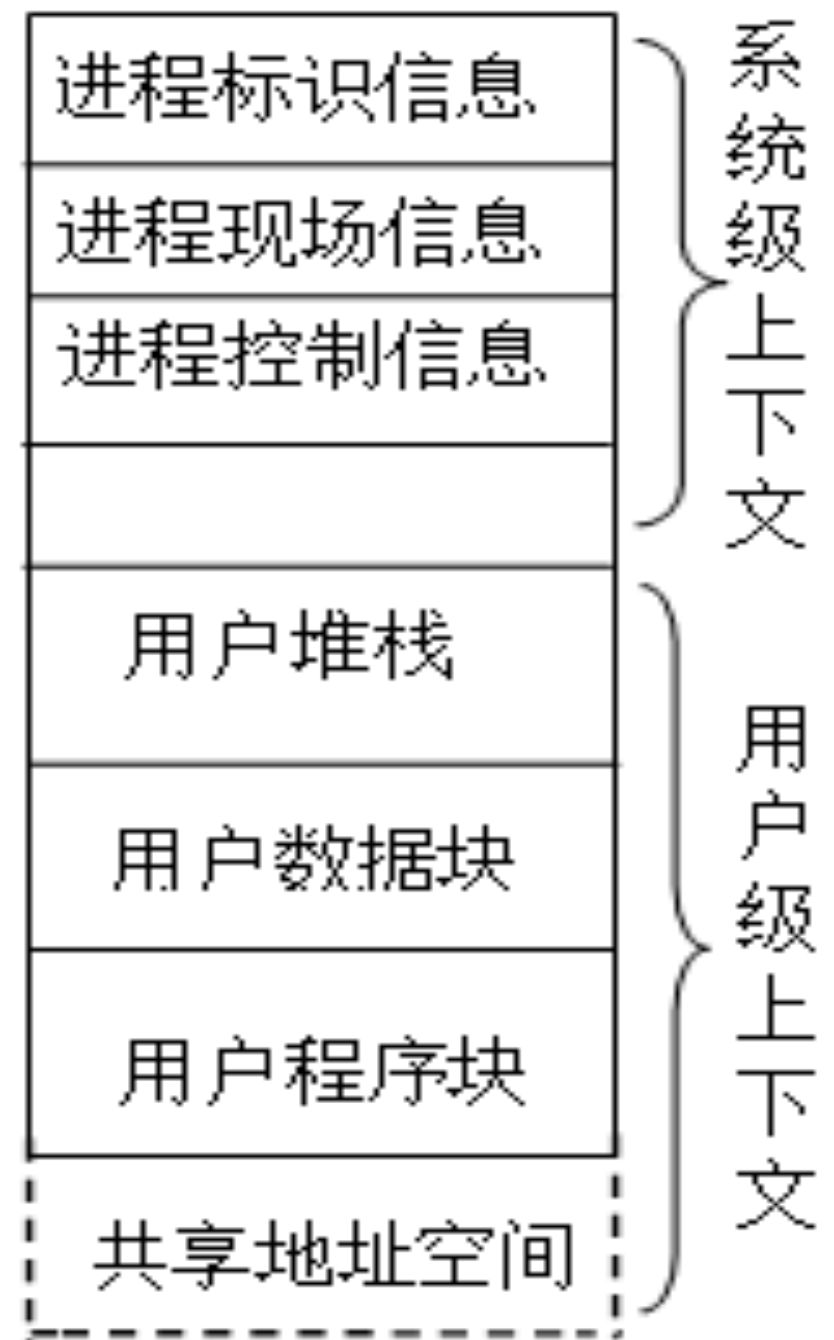 进程标识信息
进程现场信息
进程控制信息
用户堆栈
用户数据块
用户程序块
共享地址空间
系统级上下文
用户级上下文